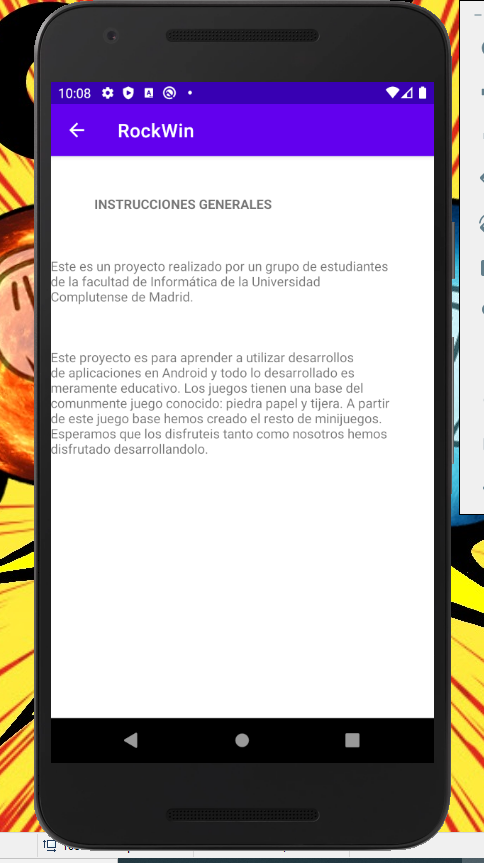 10:08
RockWin
INSTRUCCIONES GENERALES
Este es un proyecto realizado por un grupo de estudiantes
de la facultad de Informática de la Universidad
Complutense de Madrid.
Este proyecto es para aprender a utilizar desarrollos
de aplicaciones en Android y todo lo desarrollado es
meramente educativo. Los juegos tienen una base del
comunmente juego conocido: piedra papel y tijera. A partir
de este juego base hemos creado el resto de minijuegos.
Esperamos que los disfruteis tanto como nosotros hemos
disfrutado desarrollandolo.